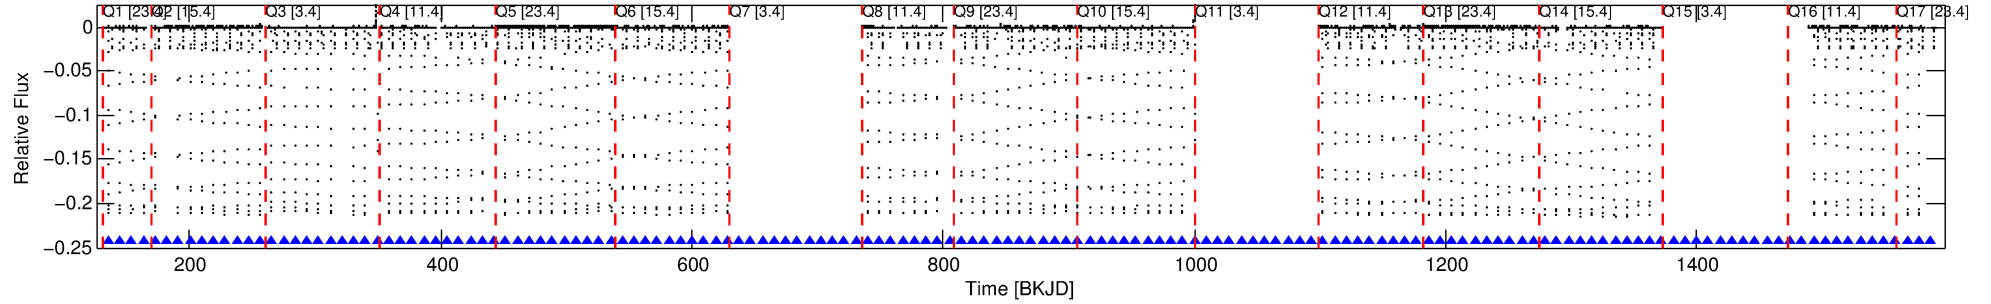 Q1 [23.4] Q2 [15.4] Q3 [3.4] Q4 [11.4] Q5 [23.4] Q6 [15.4] Q7 [3.4] Q8 [11.4] Q9 [23.4] Q10 [15.4] Q11 [3.4] Q12 [11.4] Q13 [23.4] Q14 [15.4] Q15 [3.4] Q16 [11.4] Q17 [23.4]
0
−0.05
−0.1
−0.15
−0.2
−0.25
Relative Flux
200 400 600 800 1000 1200 1400
Time [BKJD]